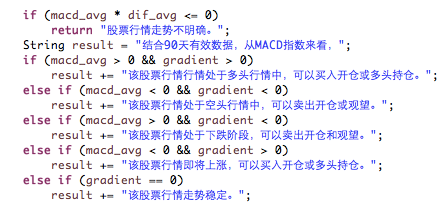 if (macd_avg * dif_avg <= 0)
return "股票行情走势不明确。";
String result = "结合90天有效数据，从MACD指数来看，";
if (macd_avg > 0 && gradient > 0)
result += "该股票行情行情处于多头行情中，可以买入开仓或多头持仓。";
else if (macd_avg < 0 && gradient < 0)
result += "该股票行情处于空头行情中，可以卖出开仓或观望。";
else if (macd_avg > 0 && gradient < 0)
result += "该股票行情处于下跌阶段，可以卖出开仓和观望。";
else if (macd_avg < 0 && gradient > 0)
result += "该股票行情即将上涨，可以买入开仓或多头持仓。";
else if (gradient == 0)
result += "该股票行情走势稳定。";